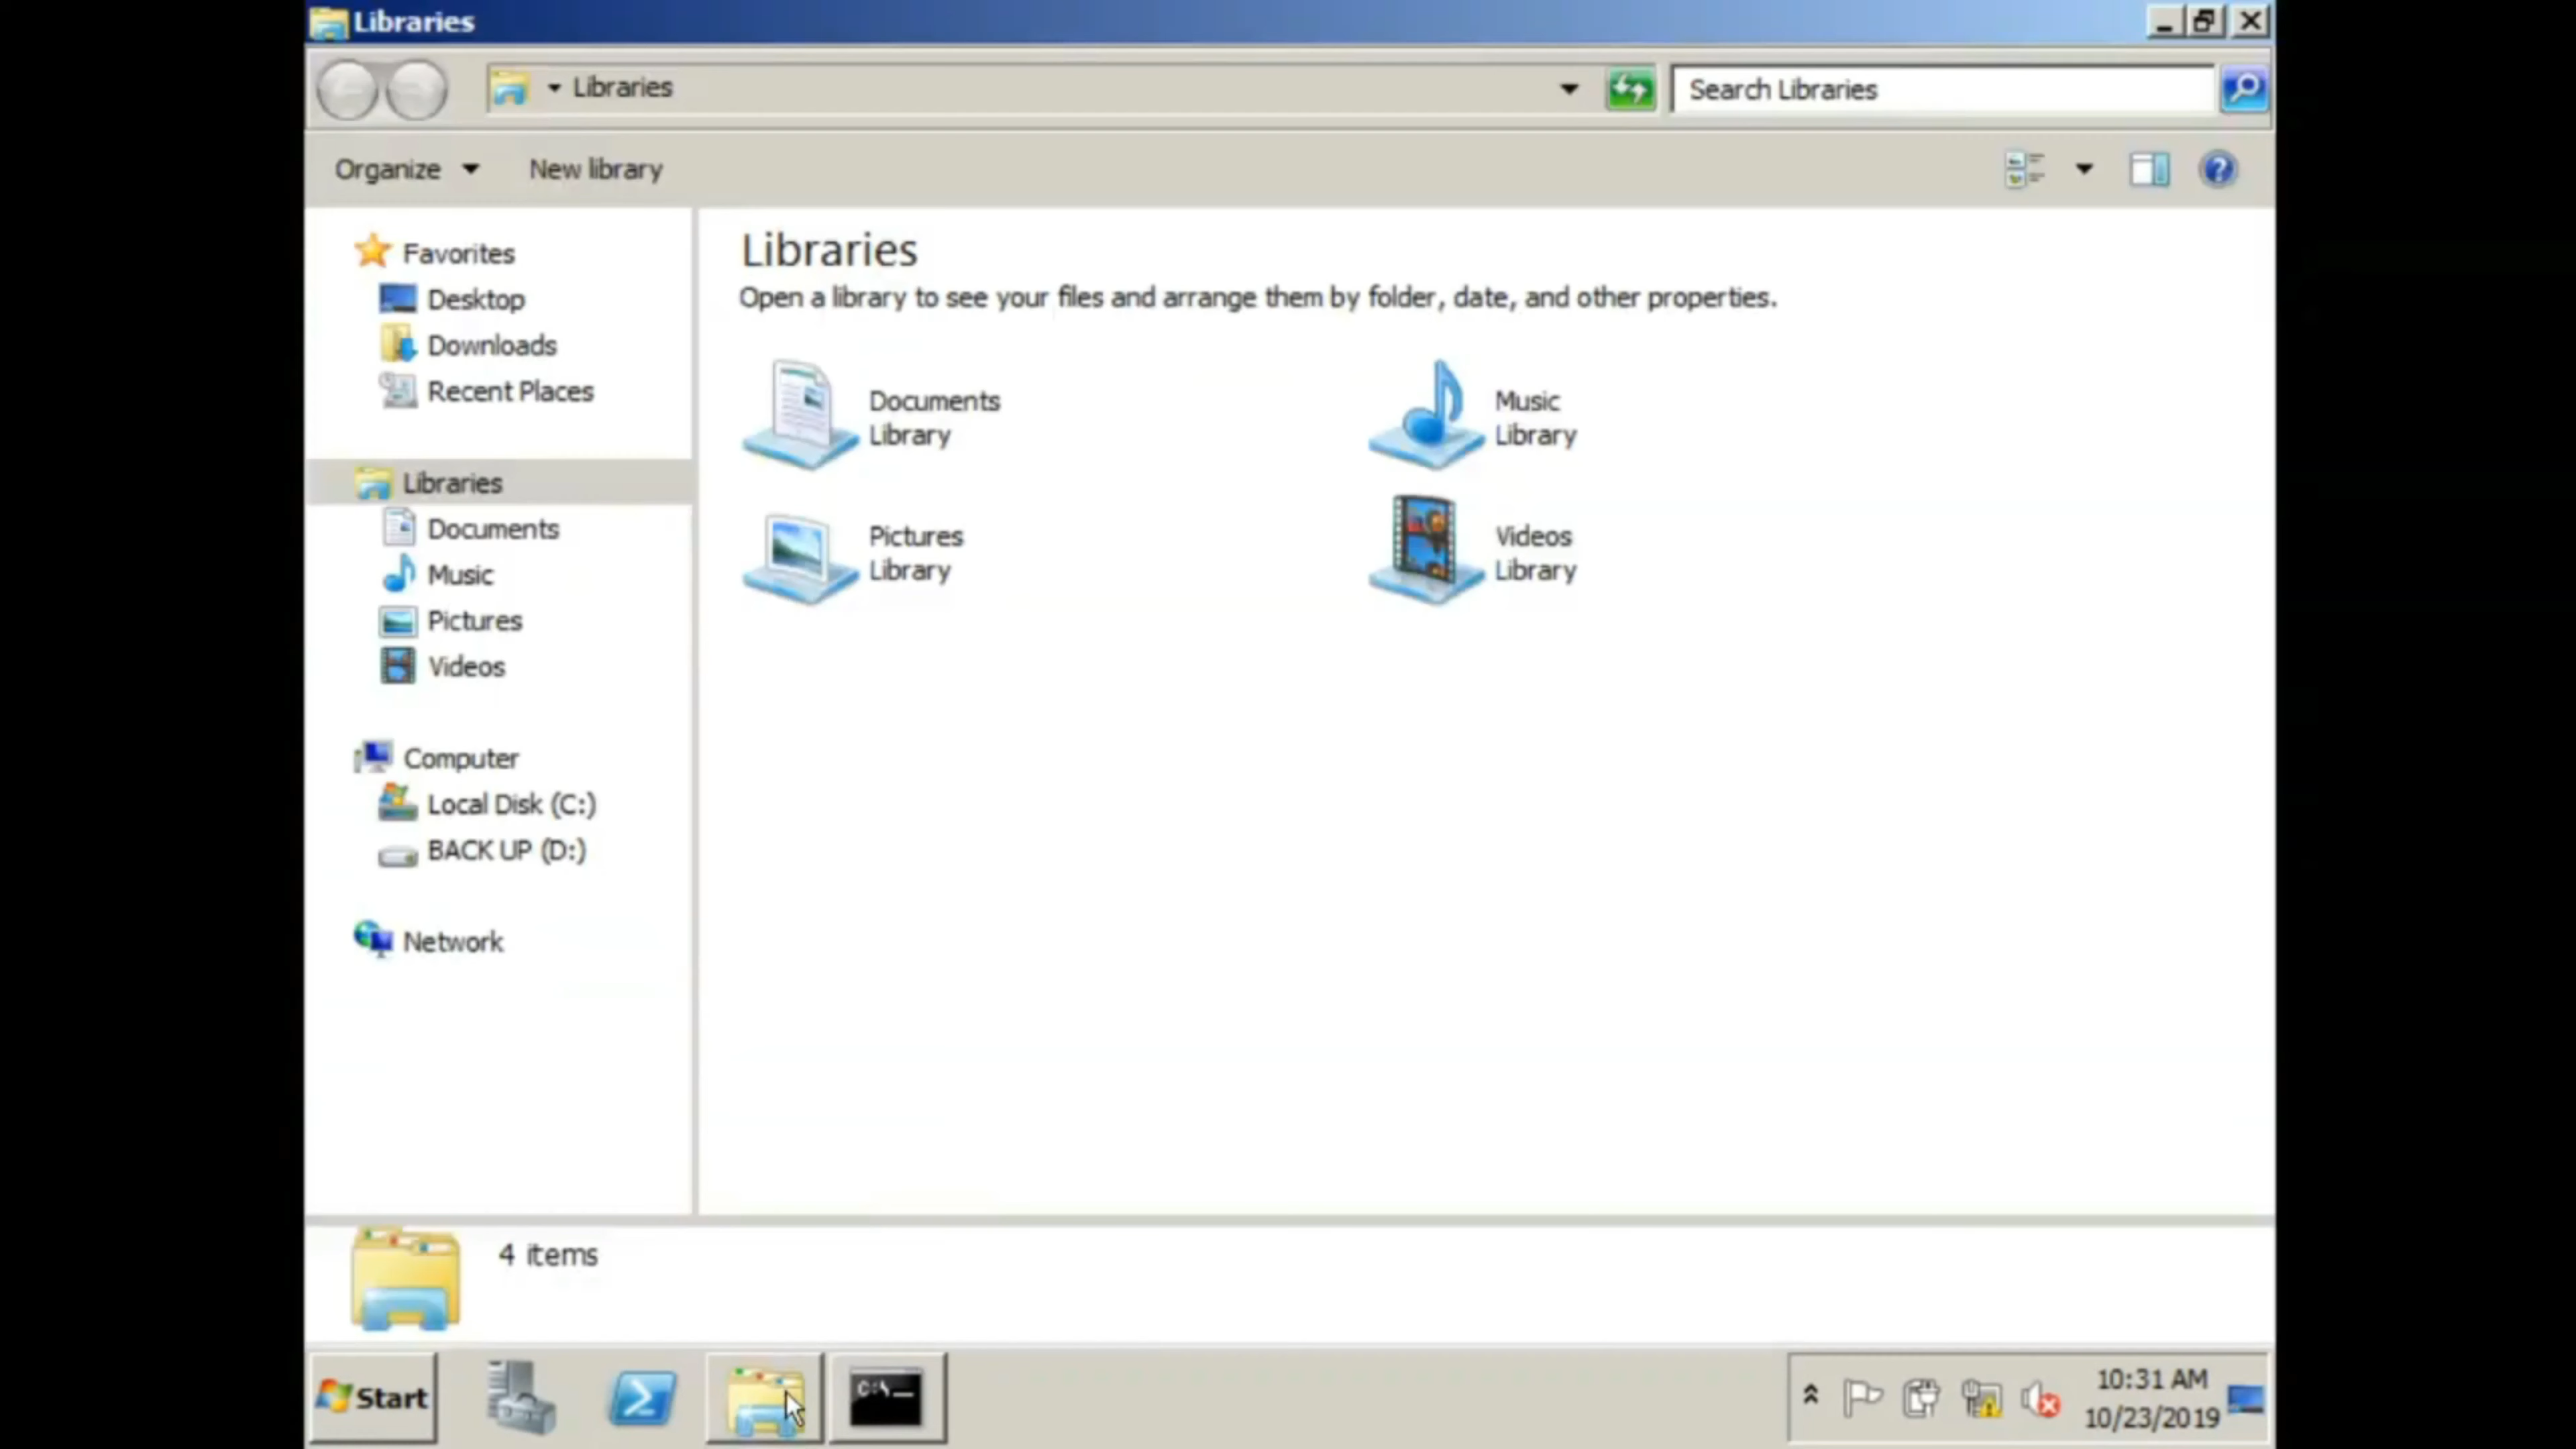 Libraries
Libraries
Search Libraries
Organize
New library
Favorites
Desktop
Downloads
Recent Places
Libraries
Documents
Music
Pictures
Videos
Computer
Local Disk (C:)
BACK UP (D:)
Network
Libraries
Open a library to see your files and arrange them by folder, date, and other properties.
Documents
Library
Music
Library
Pictures
Library
Videos
Library
4 items
Start
C:\_
10:31 AM
10/23/2019